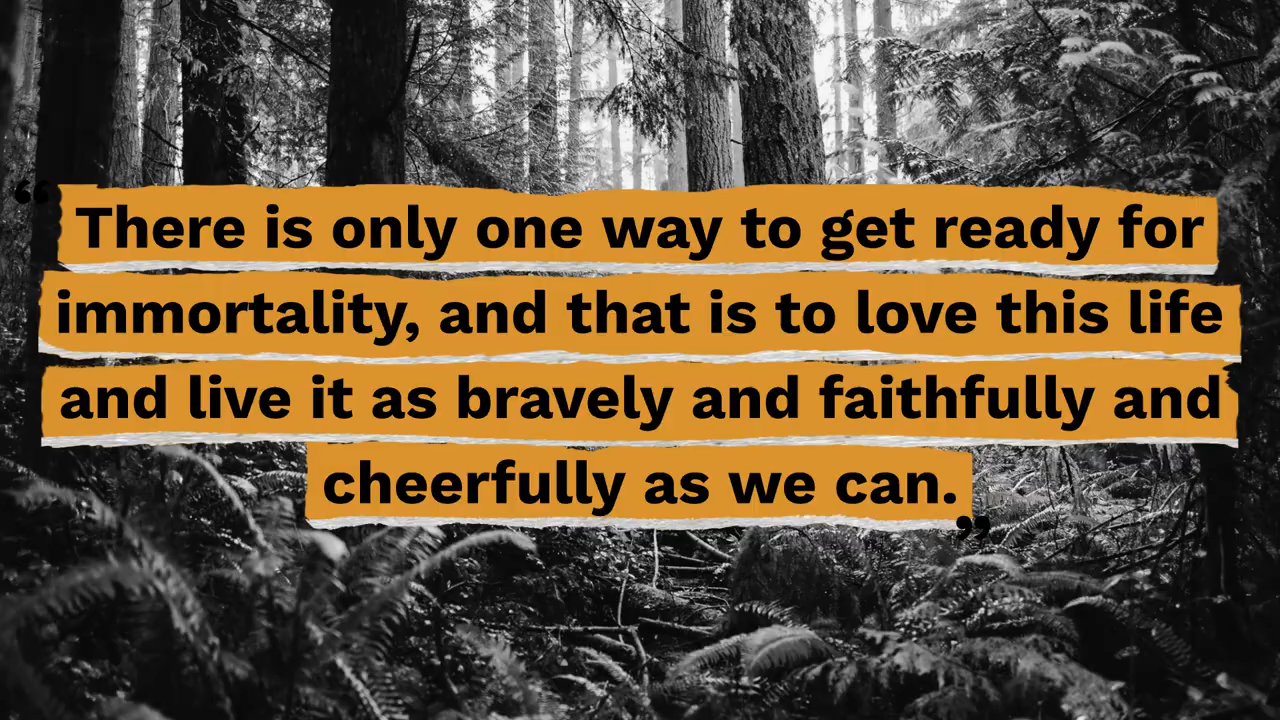 “There is only one way to get ready for
immortality, and that is to love this life
and live it as bravely and faithfully and
cheerfully as we can.”